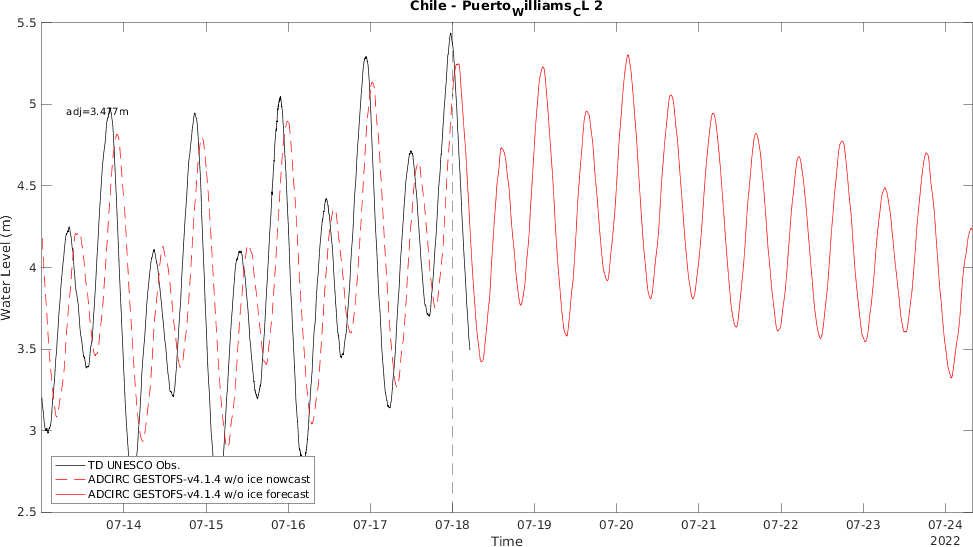 Chile - Puerto_Williams_CL 2
5.5
5
4.5
4
3.5
3
2.5
Water Level (m)
adj=3.477m
TD UNESCO Obs.
ADCIRC GESTOFS-v4.1.4 w/o ice nowcast
ADCIRC GESTOFS-v4.1.4 w/o ice forecast
07-14 07-15 07-16 07-17 07-18 07-19 07-20 07-21 07-22 07-23 07-24
Time 2022